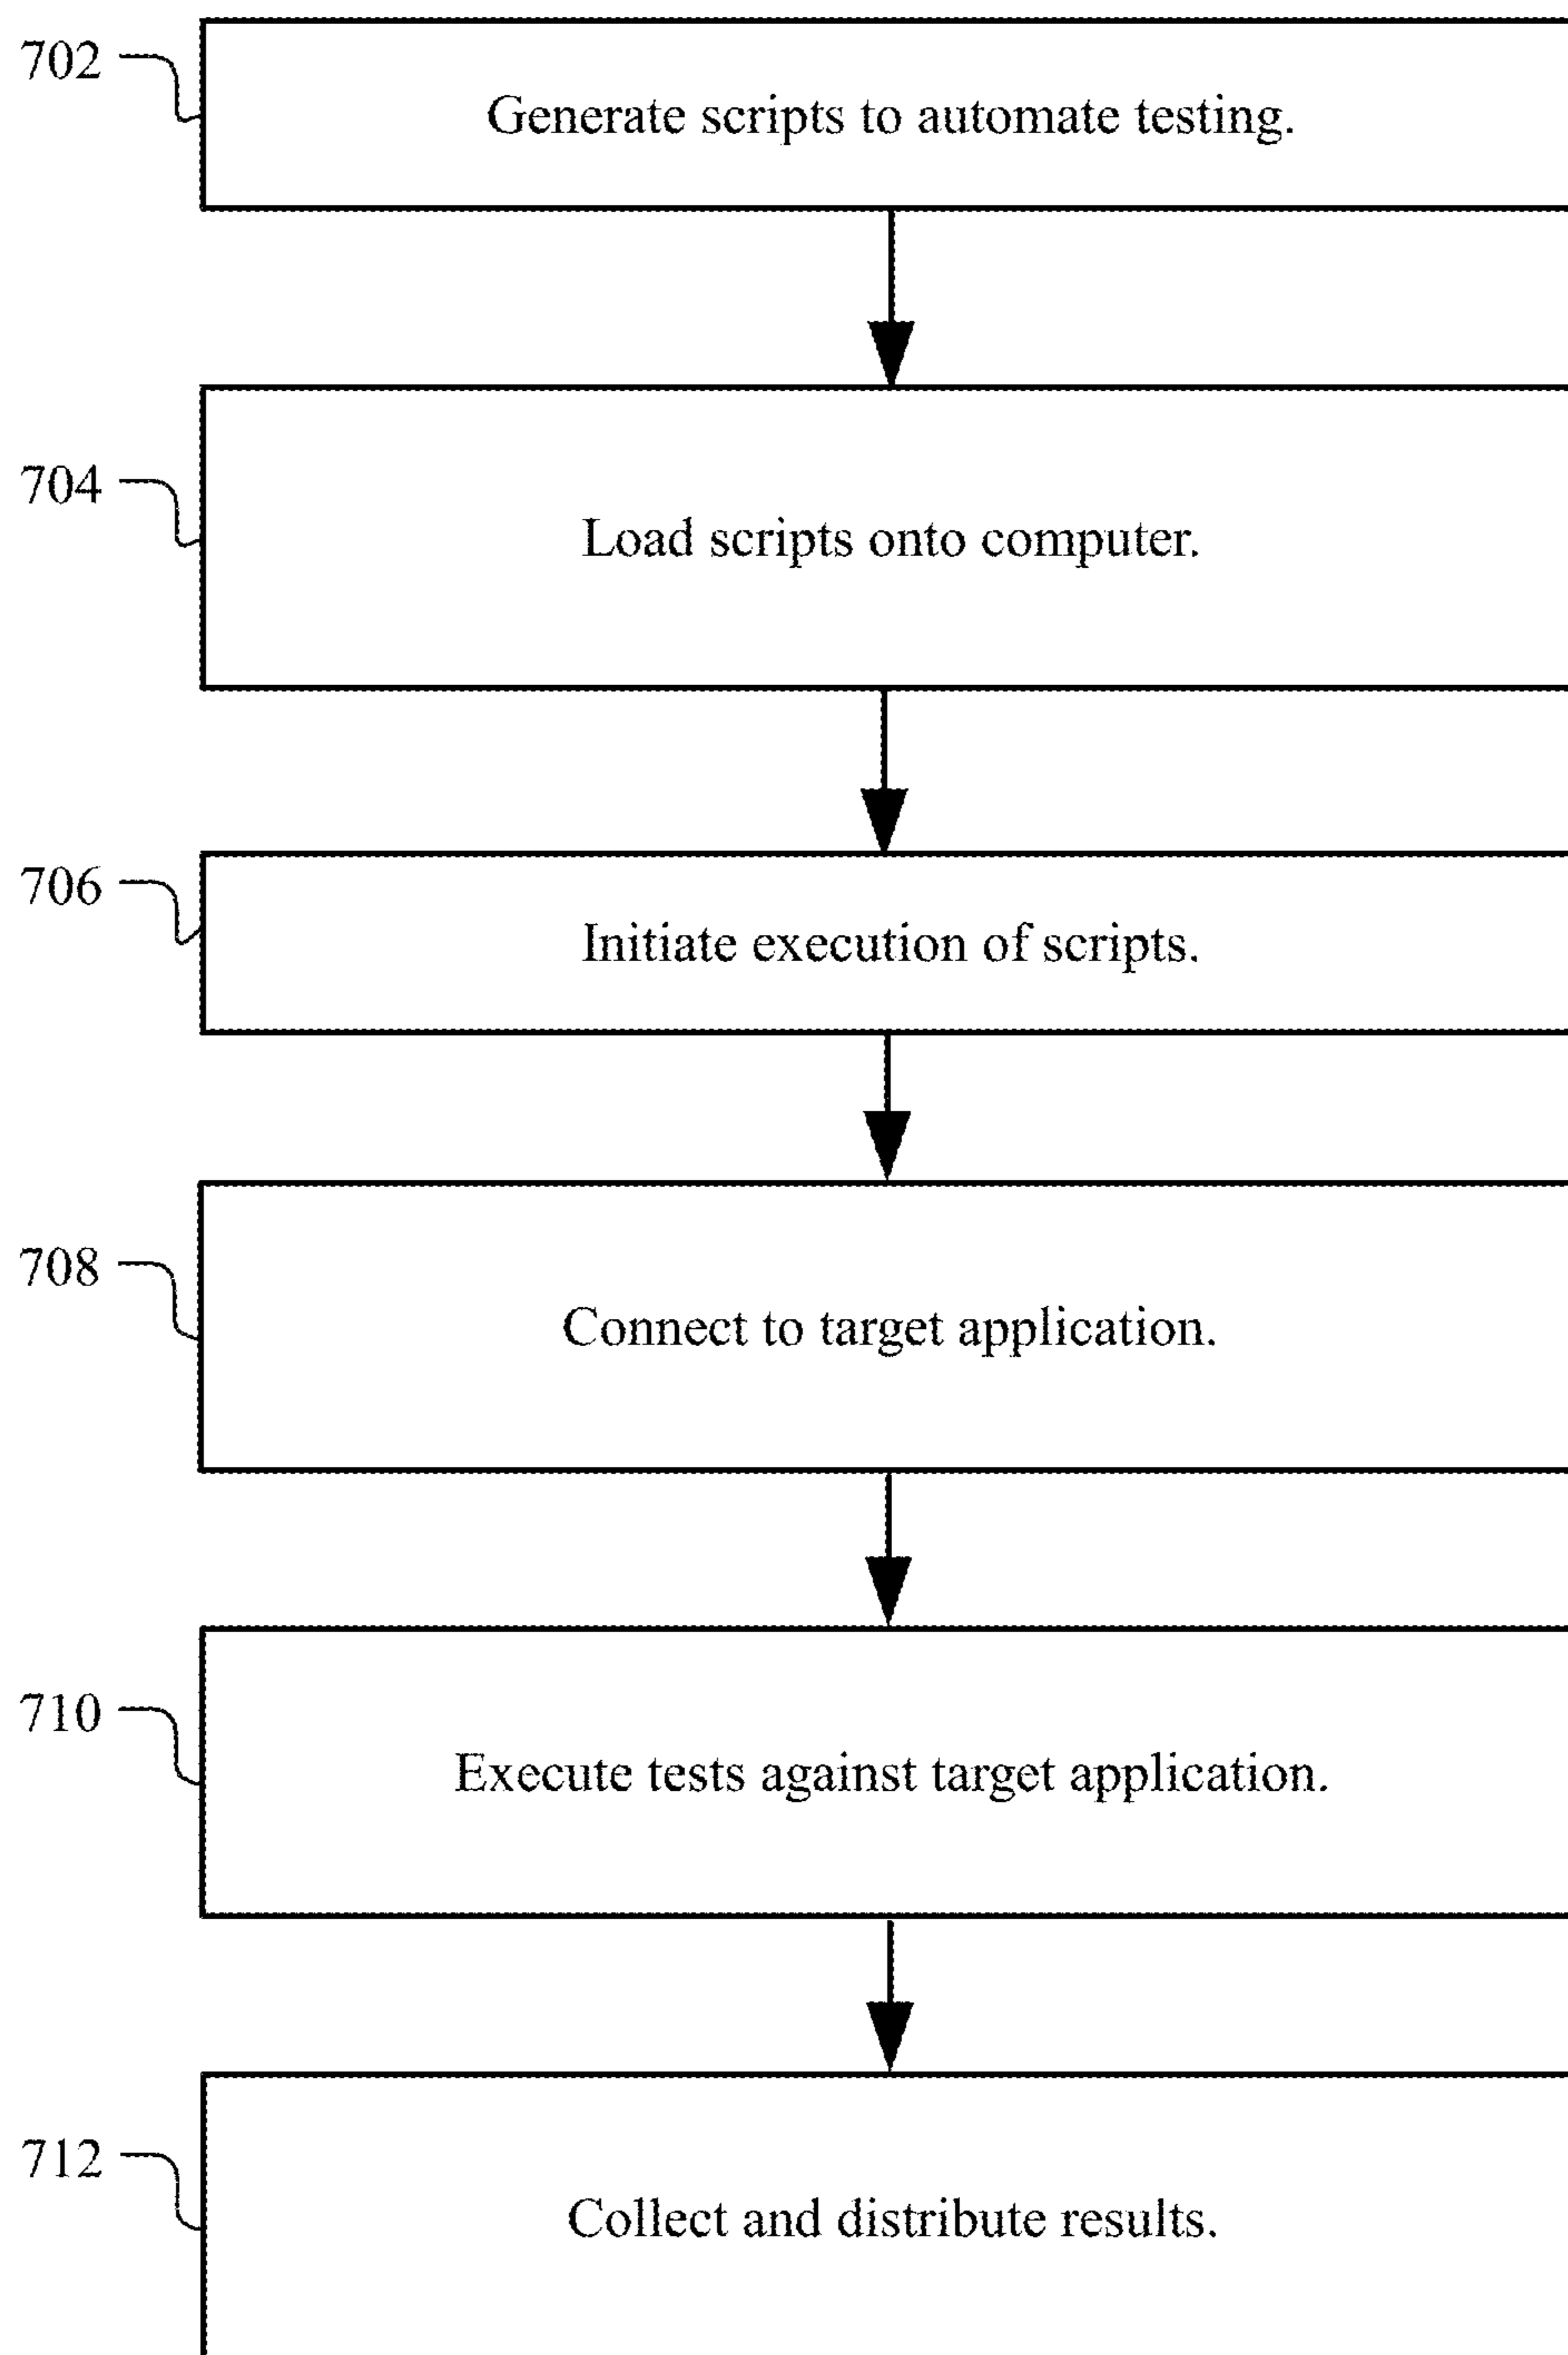 702
Generate scripts to automate testing.
704
Load scripts onto computer.
706
Initiate execution of scripts.
708
Connect to target application.
710
Execute tests against target application.
712
Collect and distribute results.